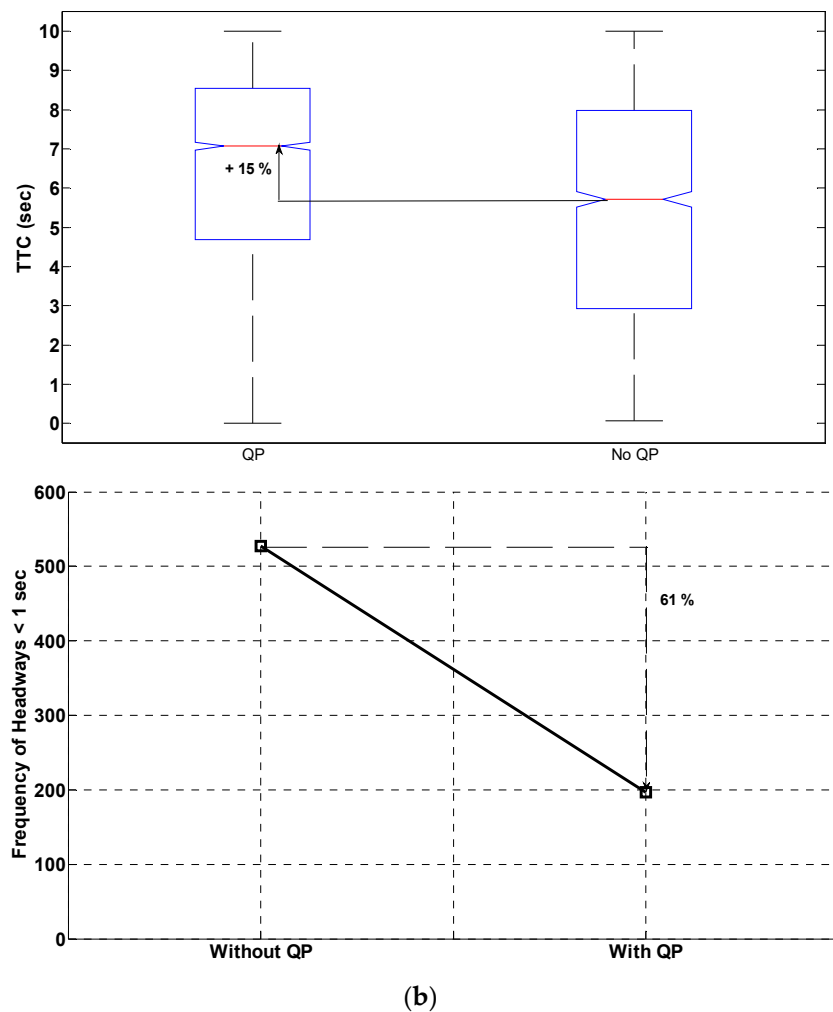 10
9
8
7
6
5
4
3
2
1
0
TTC (sec)
+ 15 %
QP
No QP
600
500
400
300
200
100
0
Frequency of Headways < 1 sec
61 %
Without QP
With QP
(b)